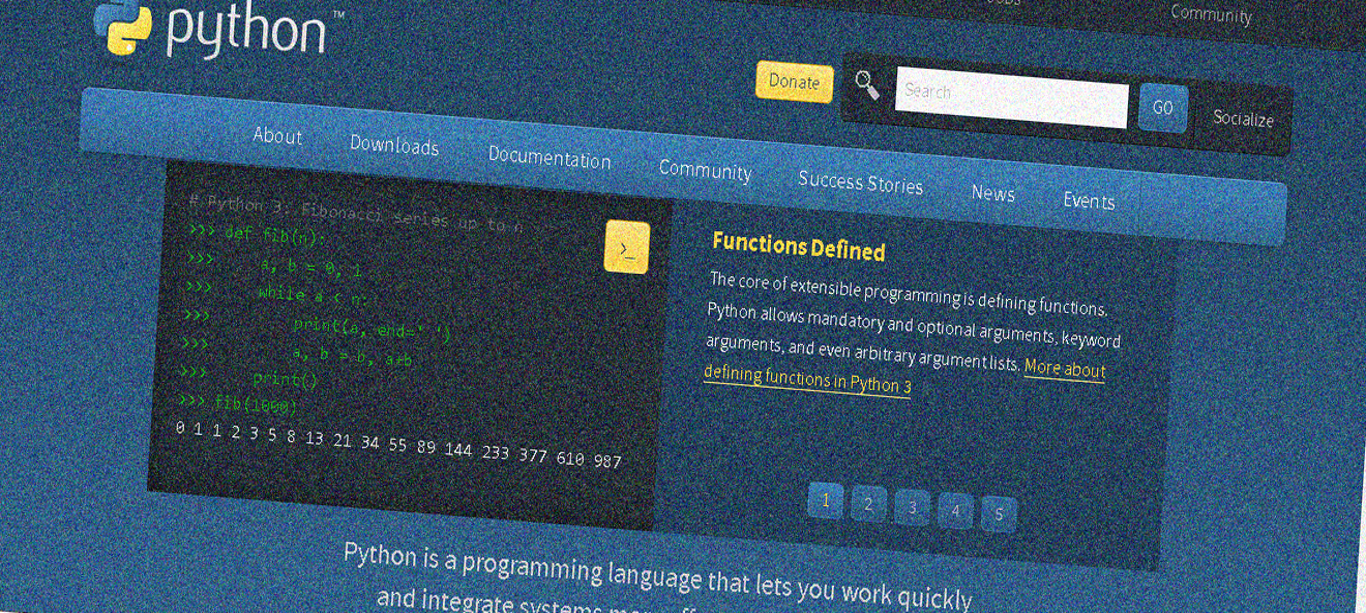 Community
python™
Donate
Search
GO
Socialize
About Downloads Documentation Community Success Stories News Events
# Python 3: Fibonacci series up to n
>>> def fib(n):
>>> a, b = 0, 1
>>> while a < n:
>>> print(a, end=' ')
>>> a, b = b, a+b
>>> print()
>>> fib(1000)
0 1 1 2 3 5 8 13 21 34 55 89 144 233 377 610 987
>_
Functions Defined
The core of extensible programming is defining functions.
Python allows mandatory and optional arguments, keyword
arguments, and even arbitrary argument lists. More about
defining functions in Python 3
1 2 3 4 5
Python is a programming language that lets you work quickly
and integrate systems more